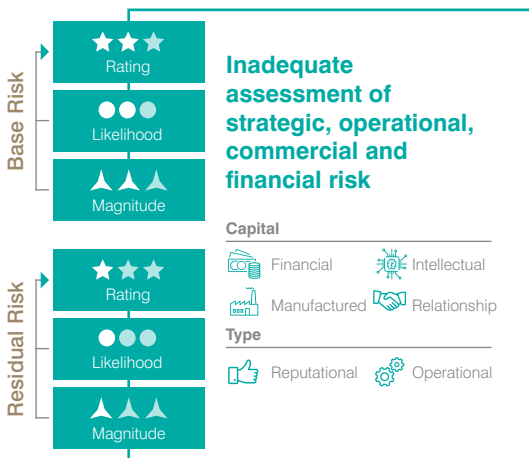 Base Risk
Rating
Likelihood
Magnitude
Residual Risk
Rating
Likelihood
Magnitude
Inadequate
assessment of
strategic, operational,
commercial and
financial risk
Capital
Financial
Intellectual
Manufactured
Relationship
Type
Reputational
Operational